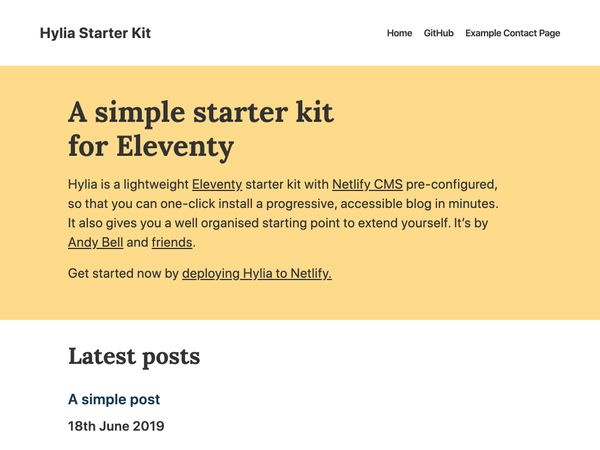 Hylia Starter Kit
Home GitHub Example Contact Page
A simple starter kit
for Eleventy
Hylia is a lightweight Eleventy starter kit with Netlify CMS pre-configured,
so that you can one-click install a progressive, accessible blog in minutes.
It also gives you a well organised starting point to extend yourself. It’s by
Andy Bell and friends.
Get started now by deploying Hylia to Netlify.
Latest posts
A simple post
18th June 2019